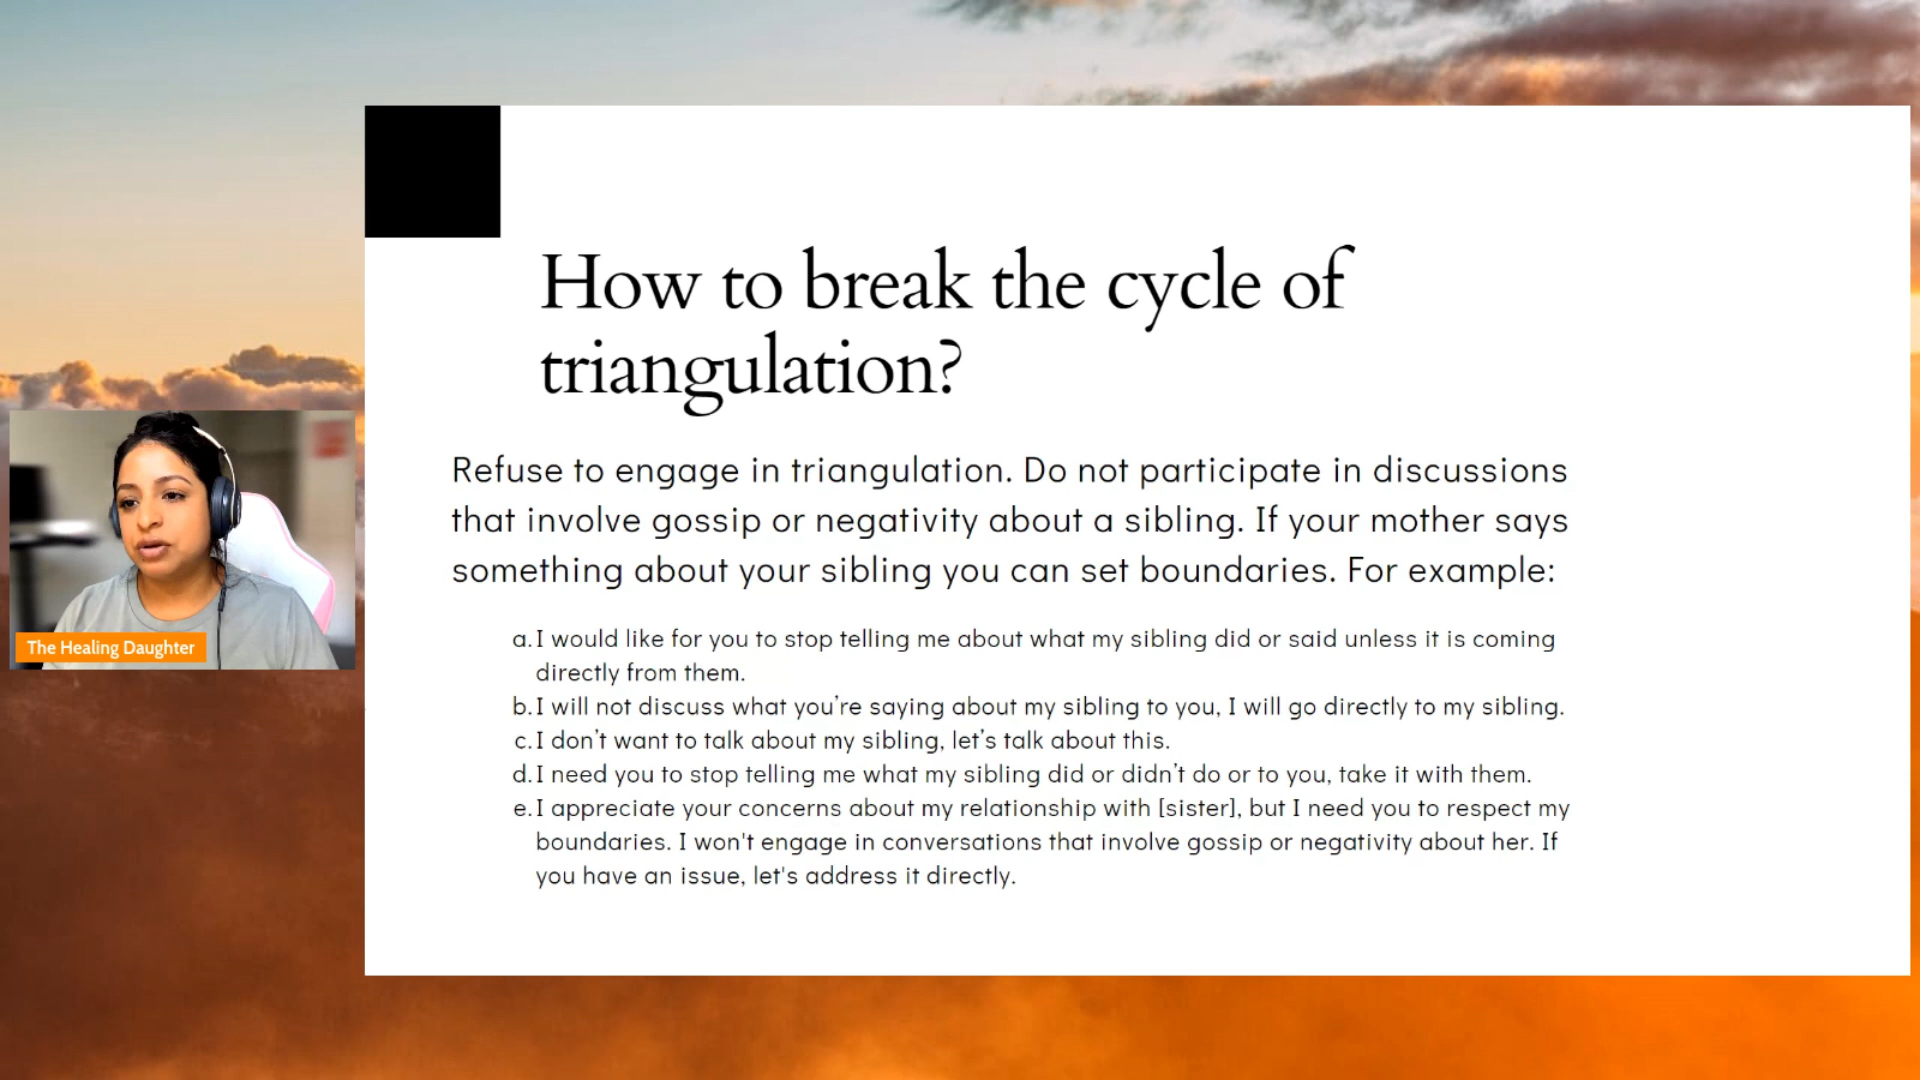 How to break the cycle of
triangulation?
Refuse to engage in triangulation. Do not participate in discussions
that involve gossip or negativity about a sibling. If your mother says
something about your sibling you can set boundaries. For example:
a. I would like for you to stop telling me about what my sibling did or said unless it is coming
directly from them.
b. I will not discuss what you’re saying about my sibling to you, I will go directly to my sibling.
c. I don’t want to talk about my sibling, let’s talk about this.
d. I need you to stop telling me what my sibling did or didn’t do or to you, take it with them.
e. I appreciate your concerns about my relationship with [sister], but I need you to respect my
boundaries. I won't engage in conversations that involve gossip or negativity about her. If
you have an issue, let's address it directly.
The Healing Daughter